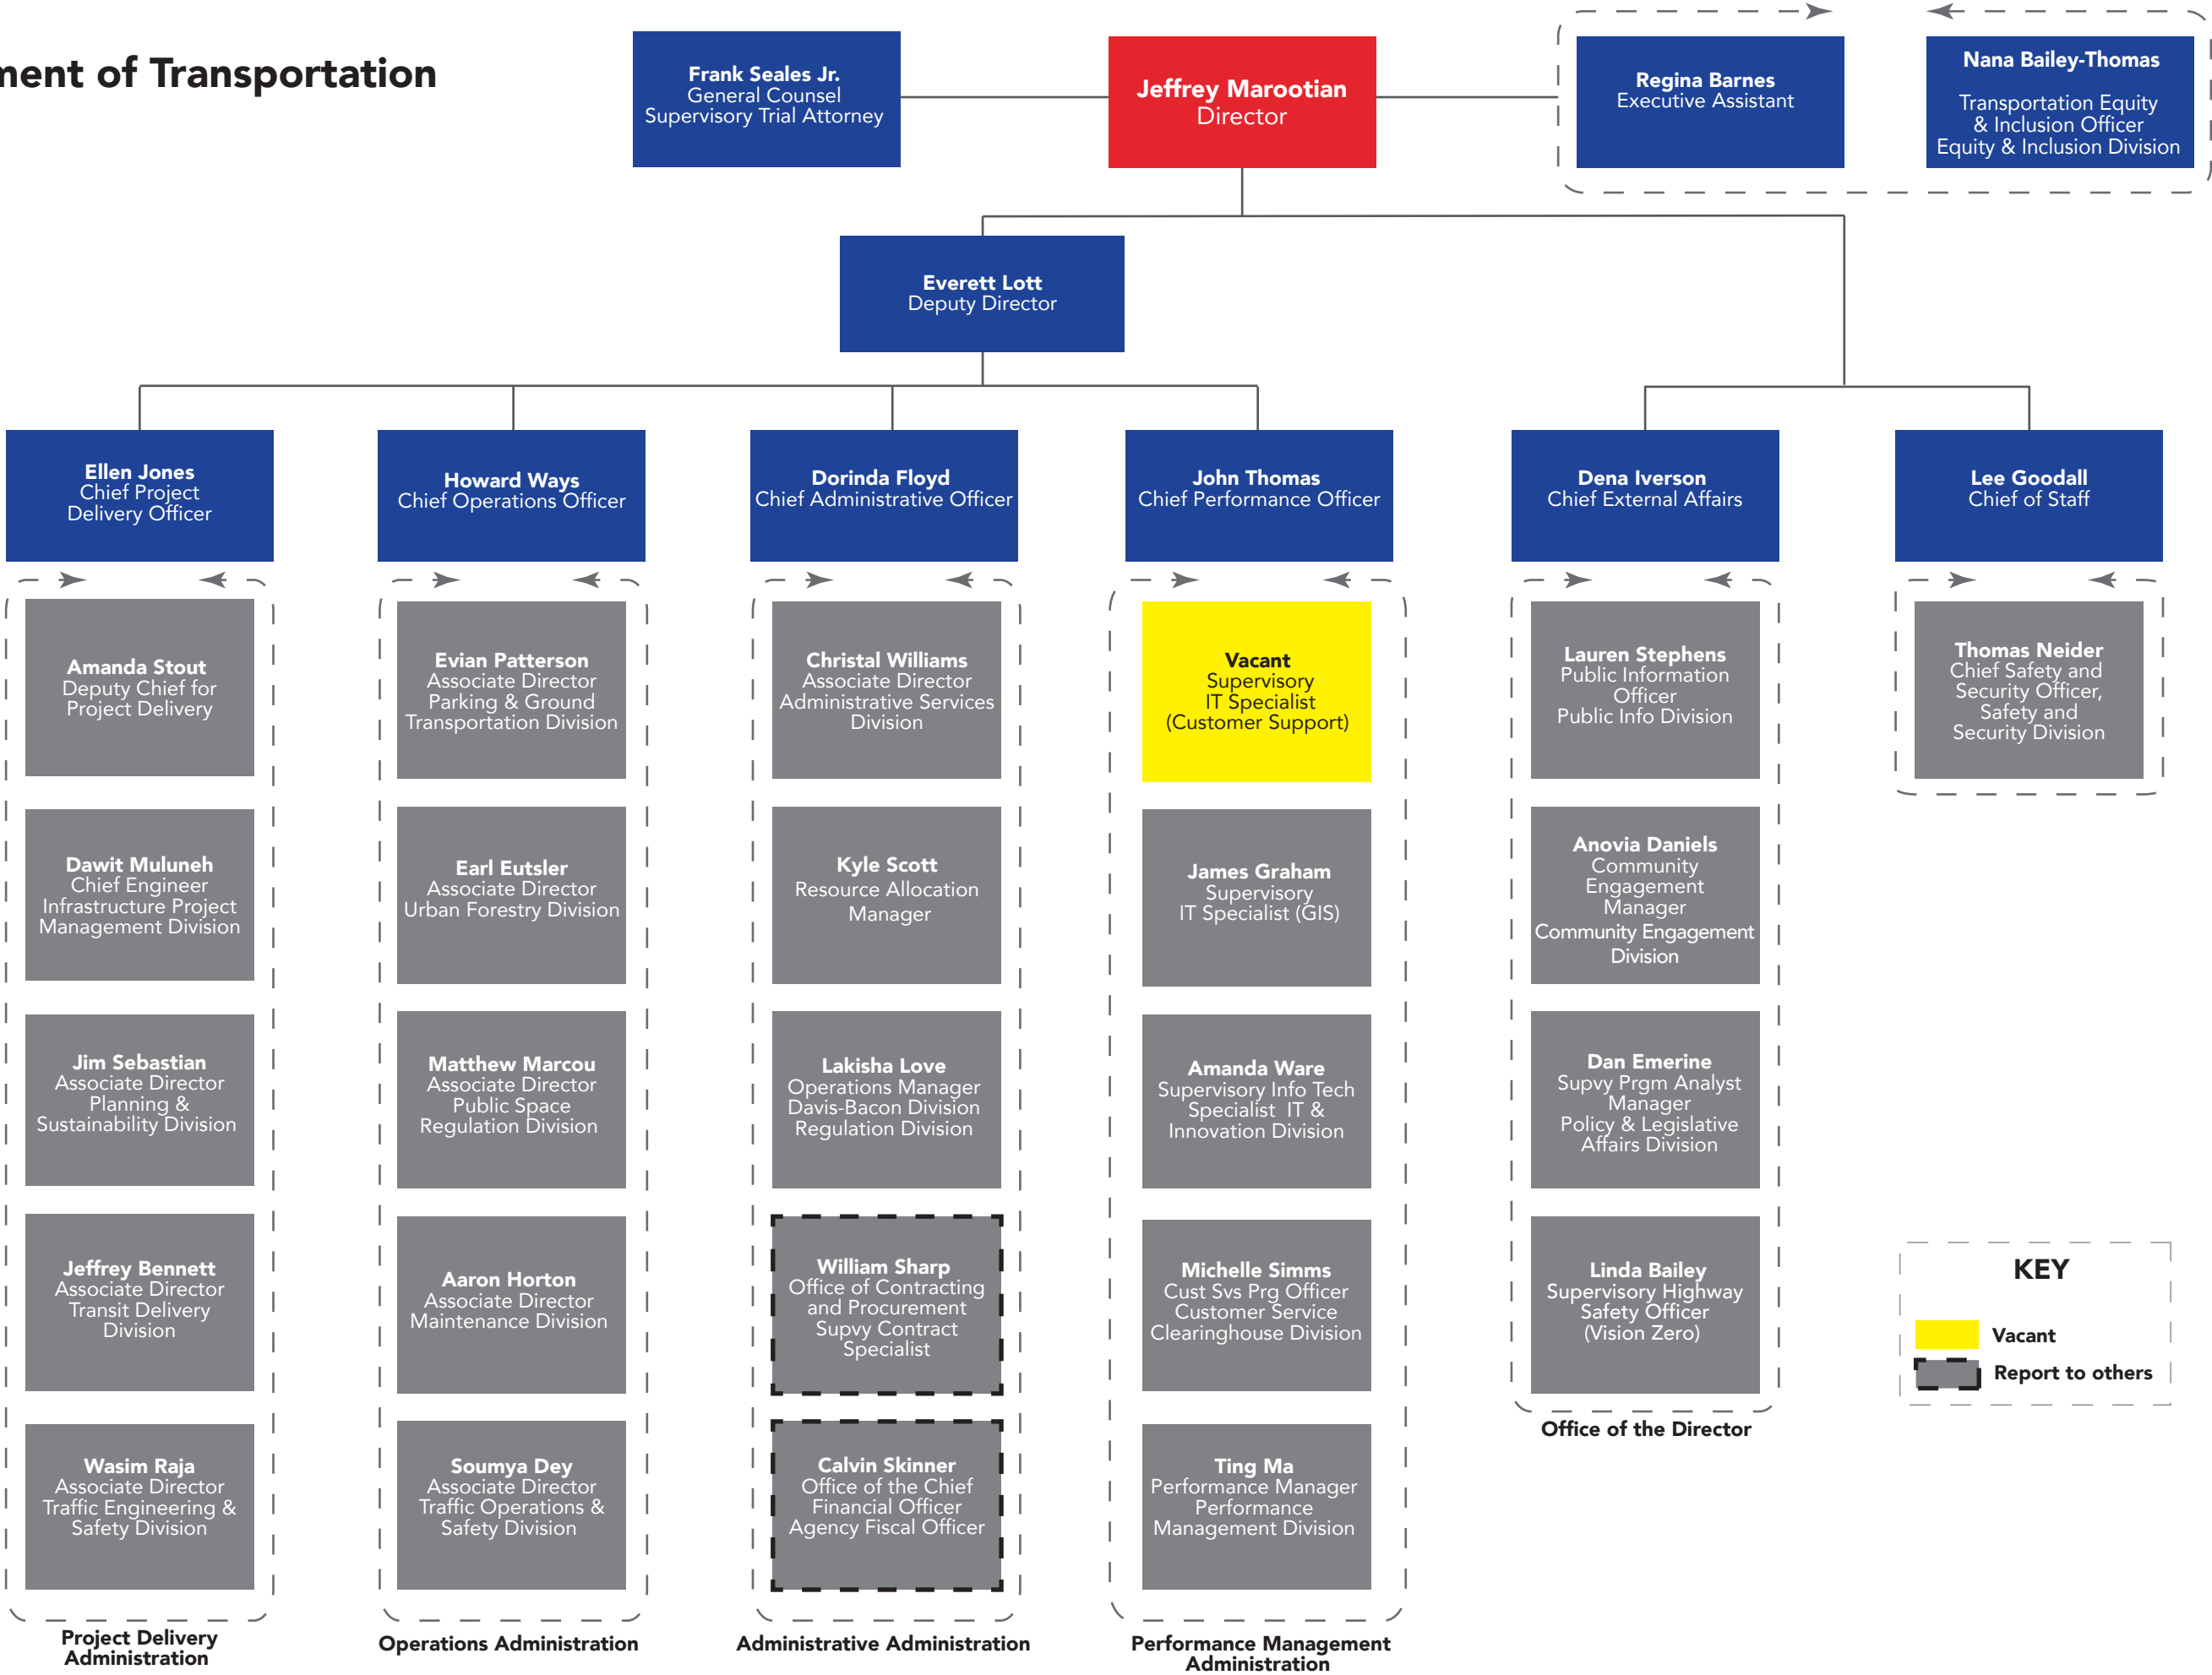 ment of Transportation
Frank Seales Jr.
General Counsel
Supervisory Trial Attorney
Jeffrey Marootian
Director
Regina Barnes
Executive Assistant
Nana Bailey-Thomas
Transportation Equity
& Inclusion Officer
Equity & Inclusion Division
Everett Lott
Deputy Director
Ellen Jones
Chief Project
Delivery Officer
Howard Ways
Chief Operations Officer
Dorinda Floyd
Chief Administrative Officer
John Thomas
Chief Performance Officer
Dena Iverson
Chief External Affairs
Lee Goodall
Chief of Staff
Amanda Stout
Deputy Chief for
Project Delivery
Dawit Muluneh
Chief Engineer
Infrastructure Project
Management Division
Jim Sebastian
Associate Director
Planning &
Sustainability Division
Jeffrey Bennett
Associate Director
Transit Delivery
Division
Wasim Raja
Associate Director
Traffic Engineering &
Safety Division
Project Delivery
Administration
Evian Patterson
Associate Director
Parking & Ground
Transportation Division
Earl Eutsler
Associate Director
Urban Forestry Division
Matthew Marcou
Associate Director
Public Space
Regulation Division
Aaron Horton
Associate Director
Maintenance Division
Soumya Dey
Associate Director
Traffic Operations &
Safety Division
Operations Administration
Christal Williams
Associate Director
Administrative Services
Division
Kyle Scott
Resource Allocation
Manager
Lakisha Love
Operations Manager
Davis-Bacon Division
Regulation Division
William Sharp
Office of Contracting
and Procurement
Supvy Contract
Specialist
Calvin Skinner
Office of the Chief
Financial Officer
Agency Fiscal Officer
Administrative Administration
Vacant
Supervisory
IT Specialist
(Customer Support)
James Graham
Supervisory
IT Specialist (GIS)
Amanda Ware
Supervisory Info Tech
Specialist IT &
Innovation Division
Michelle Simms
Cust Svs Prg Officer
Customer Service
Clearinghouse Division
Ting Ma
Performance Manager
Performance
Management Division
Performance Management
Administration
Lauren Stephens
Public Information
Officer
Public Info Division
Anovia Daniels
Community
Engagement
Manager
Community Engagement
Division
Dan Emerine
Supvy Prgm Analyst
Manager
Policy & Legislative
Affairs Division
Linda Bailey
Supervisory Highway
Safety Officer
(Vision Zero)
Office of the Director
Thomas Neider
Chief Safety and
Security Officer,
Safety and
Security Division
KEY
Vacant
Report to others